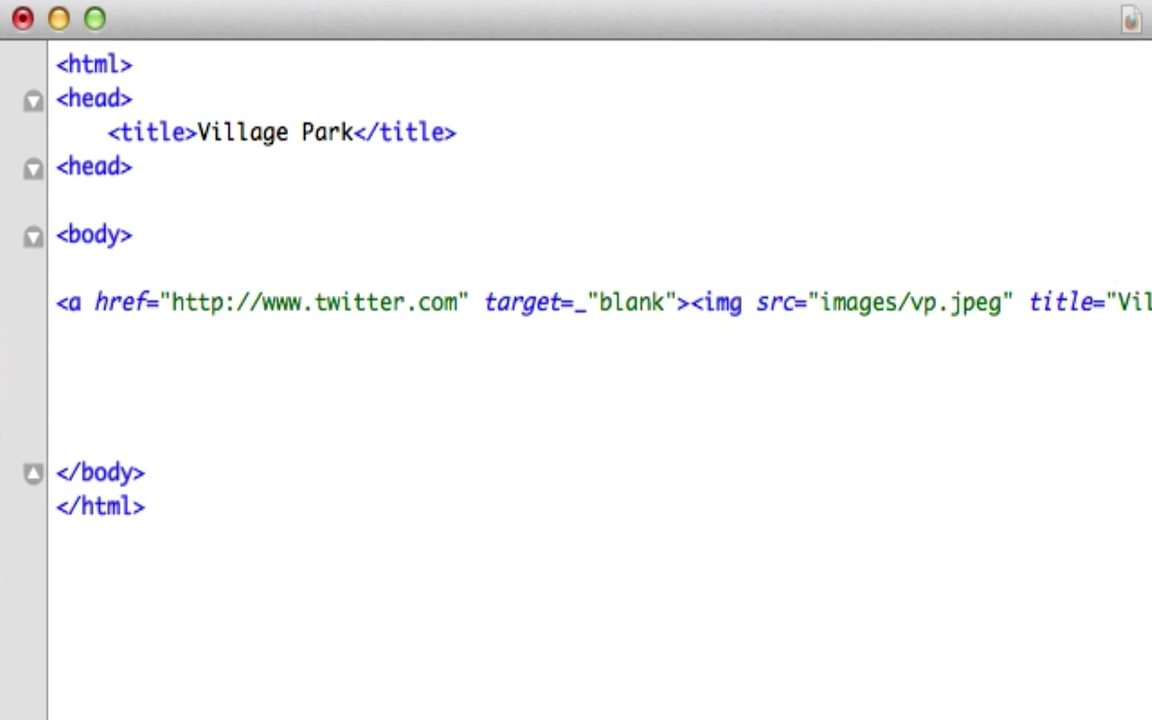 <html>
<head>
    <title>Village Park</title>
<head>
<body>
<a href="http://www.twitter.com" target=_"blank"><img src="images/vp.jpeg" title="Vil
</body>
</html>